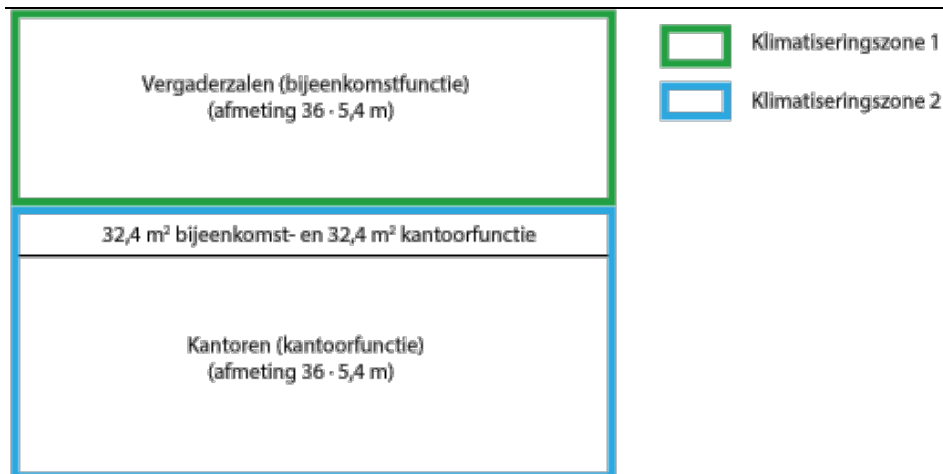 Vergaderzalen (bijeenkomstfunctie)
(afmeting 36 · 5,4 m)
32,4 m² bijeenkomst- en 32,4 m² kantoorfunctie
Kantoren (kantoorfunctie)
(afmeting 36 · 5,4 m)
Klimatiseringszone 1
Klimatiseringszone 2